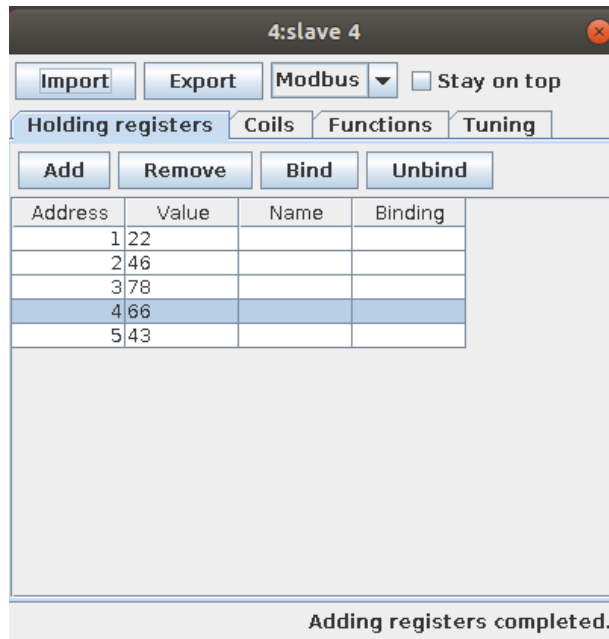 4:slave 4
Import Export Modbus Stay on top
Holding registers Coils Functions Tuning
Add Remove Bind Unbind
Address Value Name Binding
1 22
2 46
3 78
4 66
5 43
Adding registers completed.